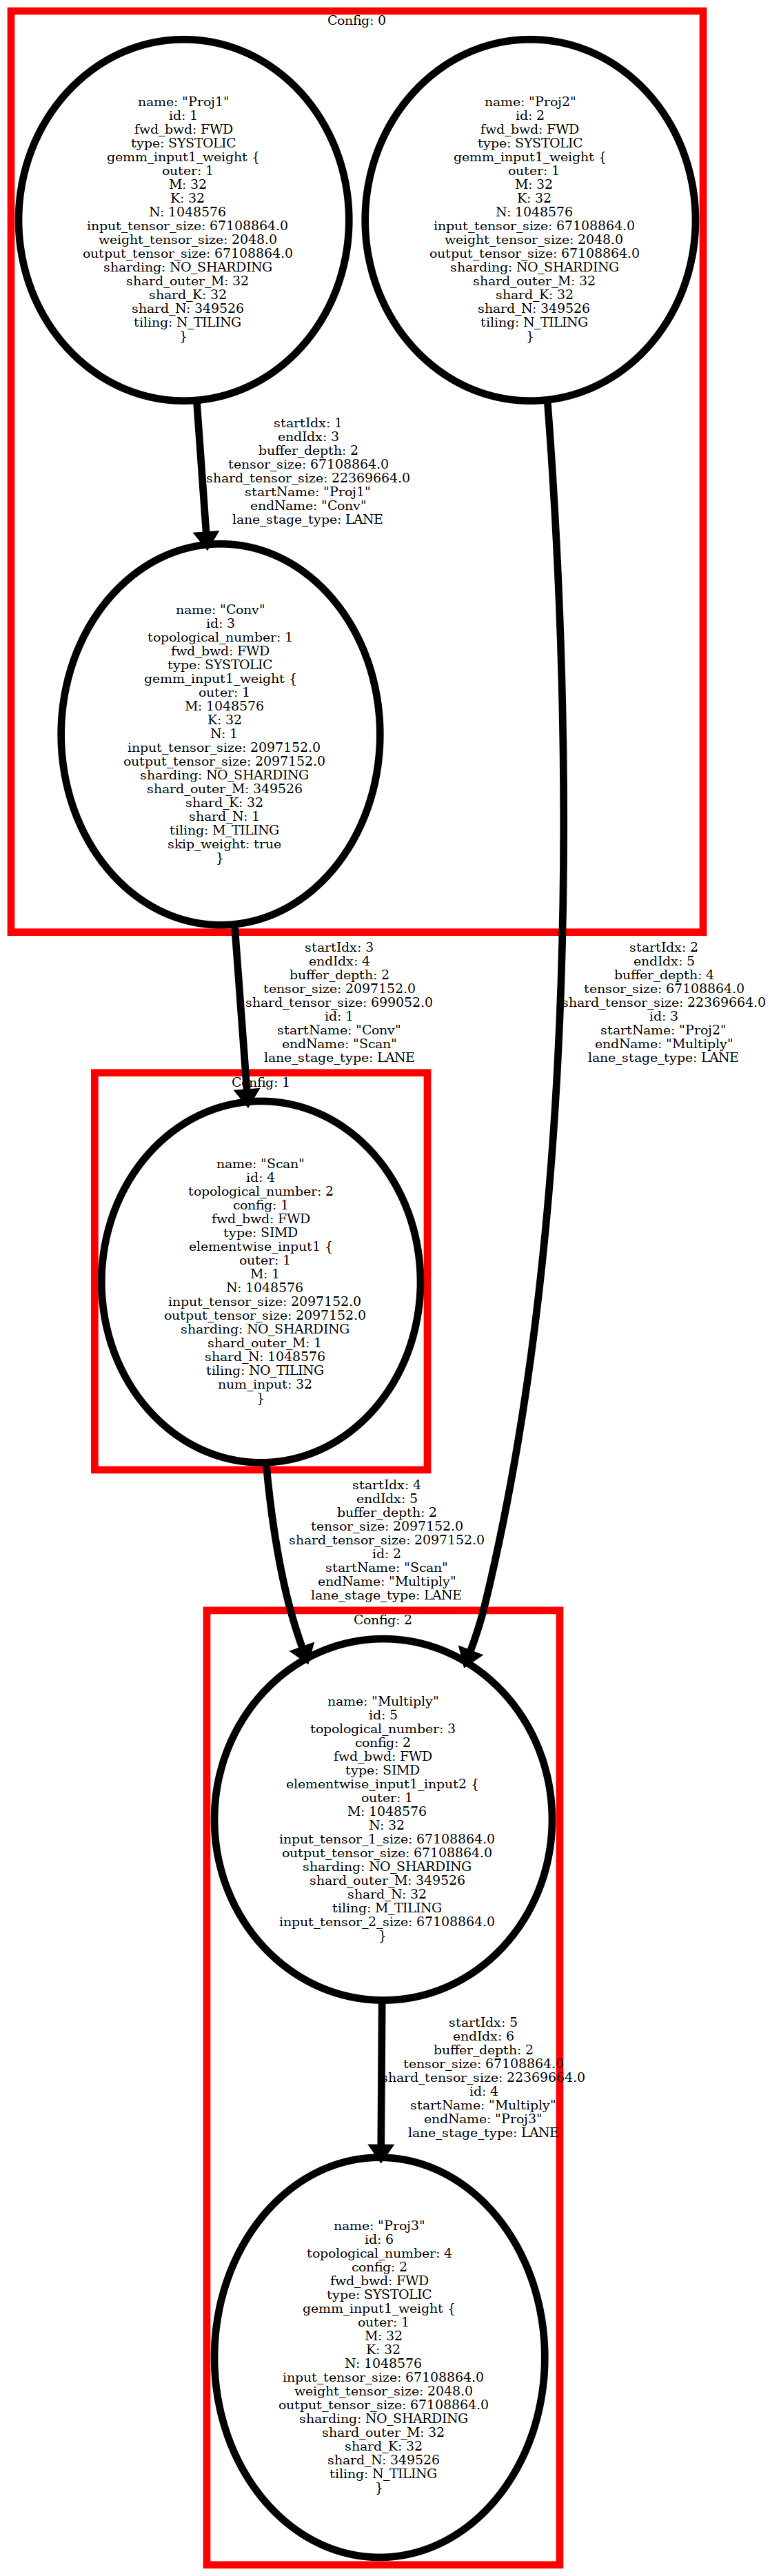 Config: 0
name: "Proj1"
id: 1
fwd_bwd: FWD
type: SYSTOLIC
gemm_input1_weight {
outer: 1
M: 32
K: 32
N: 1048576
input_tensor_size: 67108864.0
weight_tensor_size: 2048.0
output_tensor_size: 67108864.0
sharding: NO_SHARDING
shard_outer_M: 32
shard_K: 32
shard_N: 349526
tiling: N_TILING
}
name: "Proj2"
id: 2
fwd_bwd: FWD
type: SYSTOLIC
gemm_input1_weight {
outer: 1
M: 32
K: 32
N: 1048576
input_tensor_size: 67108864.0
weight_tensor_size: 2048.0
output_tensor_size: 67108864.0
sharding: NO_SHARDING
shard_outer_M: 32
shard_K: 32
shard_N: 349526
tiling: N_TILING
}
startIdx: 1
endIdx: 3
buffer_depth: 2
tensor_size: 67108864.0
shard_tensor_size: 22369664.0
startName: "Proj1"
endName: "Conv"
lane_stage_type: LANE
name: "Conv"
id: 3
topological_number: 1
fwd_bwd: FWD
type: SYSTOLIC
gemm_input1_weight {
outer: 1
M: 1048576
K: 32
N: 1
input_tensor_size: 2097152.0
output_tensor_size: 2097152.0
sharding: NO_SHARDING
shard_outer_M: 349526
shard_K: 32
shard_N: 1
tiling: M_TILING
skip_weight: true
}
startIdx: 3
endIdx: 4
buffer_depth: 2
tensor_size: 2097152.0
shard_tensor_size: 699052.0
id: 1
startName: "Conv"
endName: "Scan"
lane_stage_type: LANE
startIdx: 2
endIdx: 5
buffer_depth: 4
tensor_size: 67108864.0
shard_tensor_size: 22369664.0
id: 3
startName: "Proj2"
endName: "Multiply"
lane_stage_type: LANE
Config: 1
name: "Scan"
id: 4
topological_number: 2
config: 1
fwd_bwd: FWD
type: SIMD
elementwise_input1 {
outer: 1
M: 1
N: 1048576
input_tensor_size: 2097152.0
output_tensor_size: 2097152.0
sharding: NO_SHARDING
shard_outer_M: 1
shard_N: 1048576
tiling: NO_TILING
num_input: 32
}
startIdx: 4
endIdx: 5
buffer_depth: 2
tensor_size: 2097152.0
shard_tensor_size: 2097152.0
id: 2
startName: "Scan"
endName: "Multiply"
lane_stage_type: LANE
Config: 2
name: "Multiply"
id: 5
topological_number: 3
config: 2
fwd_bwd: FWD
type: SIMD
elementwise_input1_input2 {
outer: 1
M: 1048576
N: 32
input_tensor_1_size: 67108864.0
output_tensor_size: 67108864.0
sharding: NO_SHARDING
shard_outer_M: 349526
shard_N: 32
tiling: M_TILING
input_tensor_2_size: 67108864.0
}
startIdx: 5
endIdx: 6
buffer_depth: 2
tensor_size: 67108864.0
shard_tensor_size: 22369664.0
id: 4
startName: "Multiply"
endName: "Proj3"
lane_stage_type: LANE
name: "Proj3"
id: 6
topological_number: 4
config: 2
fwd_bwd: FWD
type: SYSTOLIC
gemm_input1_weight {
outer: 1
M: 32
K: 32
N: 1048576
input_tensor_size: 67108864.0
weight_tensor_size: 2048.0
output_tensor_size: 67108864.0
sharding: NO_SHARDING
shard_outer_M: 32
shard_K: 32
shard_N: 349526
tiling: N_TILING
}